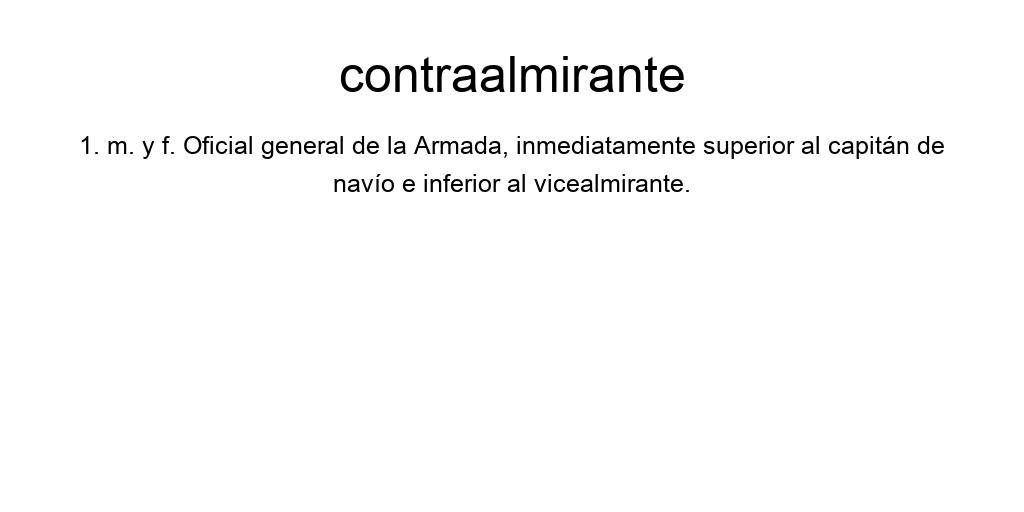 contraalmirante
1. m. y f. Oficial general de la Armada, inmediatamente superior al capitán de
navío e inferior al vicealmirante.